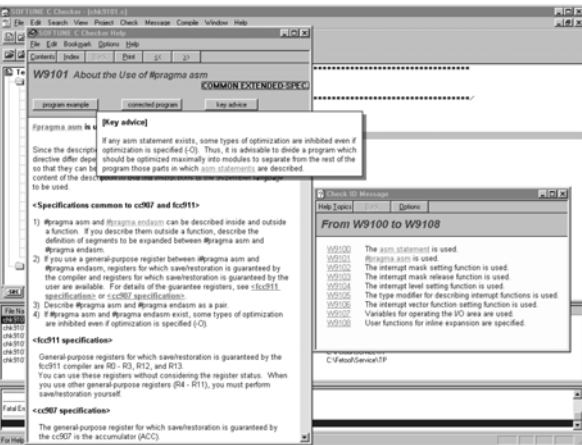 SOFTUNE C Checker - [chk9101.c]
File Edit Search View Project Check Message Compile Window Help
SOFTUNE C Checker Help
File Edit Bookmark Options Help
Contents Index Back Print << >>
W9101 About the Use of #pragma asm
COMMON EXTENDED-SPEC
program example corrected program key advice
[Key advice]
If any asm statement exists, some types of optimization are inhibited even if
optimization is specified (-O). Thus, it is advisable to divide a program which
should be optimized maximally into modules to separate from the rest of the
program those parts in which asm statements are described.
#pragma asm is u
Since the descripti
directive differ depe
so that they can be
content of the desc
to be used.
<Specifications common to cc907 and fcc911>
1) #pragma asm and #pragma endasm can be described inside and outside
a function. If you describe them outside a function, describe the
definition of segments to be expanded between #pragma asm and
#pragma endasm.
2) If you use a general-purpose register between #pragma asm and
#pragma endasm, registers for which save/restoration is guaranteed by
the compiler and registers for which save/restoration is guaranteed by the
user are available. For details of the guarantee registers, see <fcc911
specification> or <cc907 specification>.
3) Describe #pragma asm and #pragma endasm as a pair.
4) If #pragma asm and #pragma endasm exist, some types of optimization
are inhibited even if optimization is specified (-O).
<fcc911 specification>
General-purpose registers for which save/restoration is guaranteed by the
fcc911 compiler are R0 - R3, R12, and R13.
You can use these registers without considering the register status. When
you use other general-purpose registers (R4 - R11), you must perform
save/restoration yourself.
<cc907 specification>
The general-purpose register for which save/restoration is guaranteed by
the cc907 is the accumulator (ACC).
Check ID Message
Help Topics Back Options
From W9100 to W9108
W9100 The asm statement is used.
W9101 #pragma asm is used.
W9102 The interrupt mask setting function is used.
W9103 The interrupt mask release function is used.
W9104 The interrupt level setting function is used.
W9105 The type modifier for describing interrupt functions is used.
W9106 The interrupt vector function setting function is used.
W9107 Variables for operating the I/O area are used.
W9108 User functions for inline expansion are specified.
SRC
File Na
chk910
chk910
chk910
chk910
chk910
C:\Fetool\Service\TP
C:\Fetool\Service\TP
Fatal En
For Help